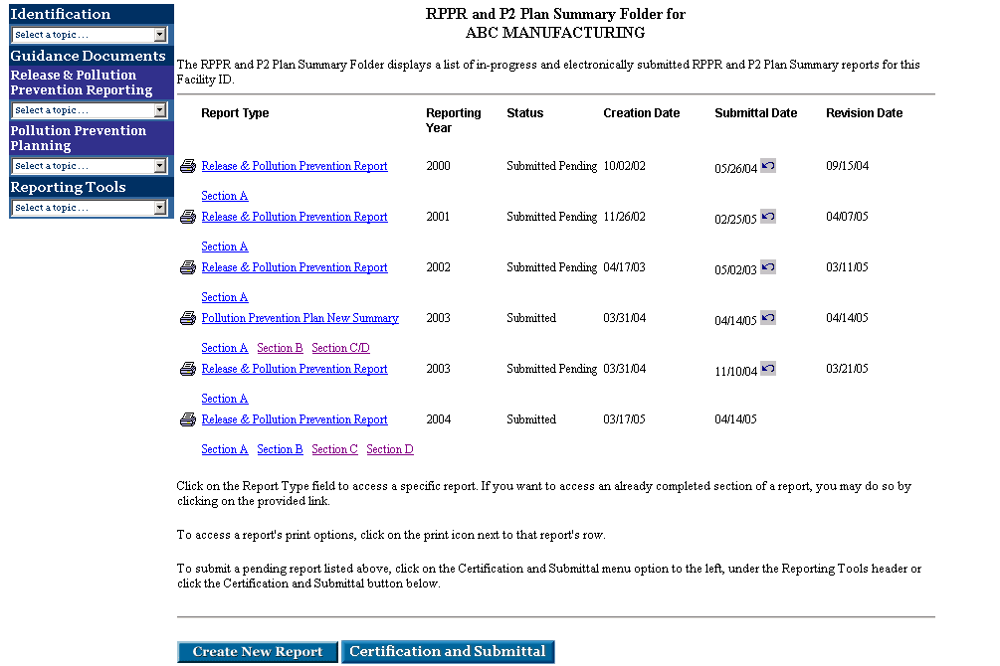 Identification
Select a topic...
Guidance Documents
Release & Pollution
Prevention Reporting
Select a topic...
Pollution Prevention
Planning
Select a topic...
Reporting Tools
Select a topic...
RPPR and P2 Plan Summary Folder for
ABC MANUFACTURING
The RPPR and P2 Plan Summary Folder displays a list of in-progress and electronically submitted RPPR and P2 Plan Summary reports for this
Facility ID.
Report Type Reporting Year Status Creation Date Submittal Date Revision Date
Release & Pollution Prevention Report 2000 Submitted Pending 10/02/02 05/26/04 09/15/04
Section A
Release & Pollution Prevention Report 2001 Submitted Pending 11/26/02 02/25/05 04/07/05
Section A
Release & Pollution Prevention Report 2002 Submitted Pending 04/17/03 05/02/03 03/11/05
Section A
Pollution Prevention Plan New Summary 2003 Submitted 03/31/04 04/14/05 04/14/05
Section A Section B Section C/D
Release & Pollution Prevention Report 2003 Submitted Pending 03/31/04 11/10/04 03/21/05
Section A
Release & Pollution Prevention Report 2004 Submitted 03/17/05 04/14/05
Section A Section B Section C Section D
Click on the Report Type field to access a specific report. If you want to access an already completed section of a report, you may do so by
clicking on the provided link.
To access a report's print options, click on the print icon next to that report's row.
To submit a pending report listed above, click on the Certification and Submittal menu option to the left, under the Reporting Tools header or
click the Certification and Submittal button below.
Create New Report Certification and Submittal